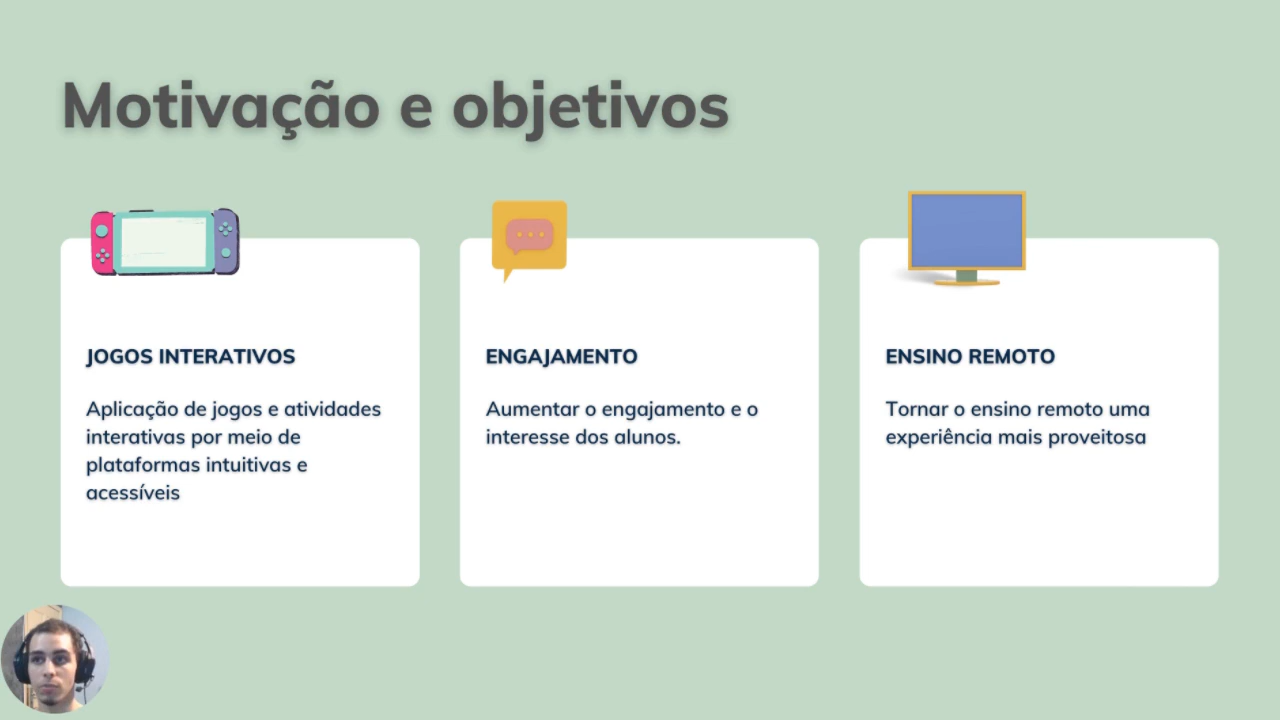 Motivação e objetivos
JOGOS INTERATIVOS
Aplicação de jogos e atividades
interativas por meio de
plataformas intuitivas e
acessíveis
ENGAJAMENTO
Aumentar o engajamento e o
interesse dos alunos.
ENSINO REMOTO
Tornar o ensino remoto uma
experiência mais proveitosa